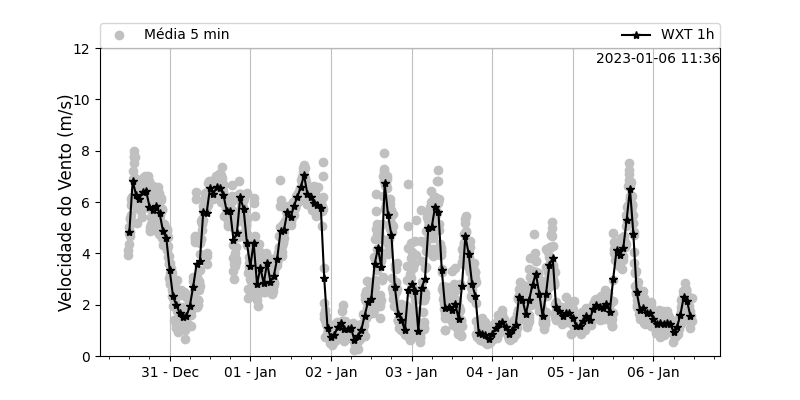 Média 5 min
WXT 1h
2023-01-06 11:36
Velocidade do Vento (m/s)
12
10
8
6
4
2
0
31 - Dec
01 - Jan
02 - Jan
03 - Jan
04 - Jan
05 - Jan
06 - Jan